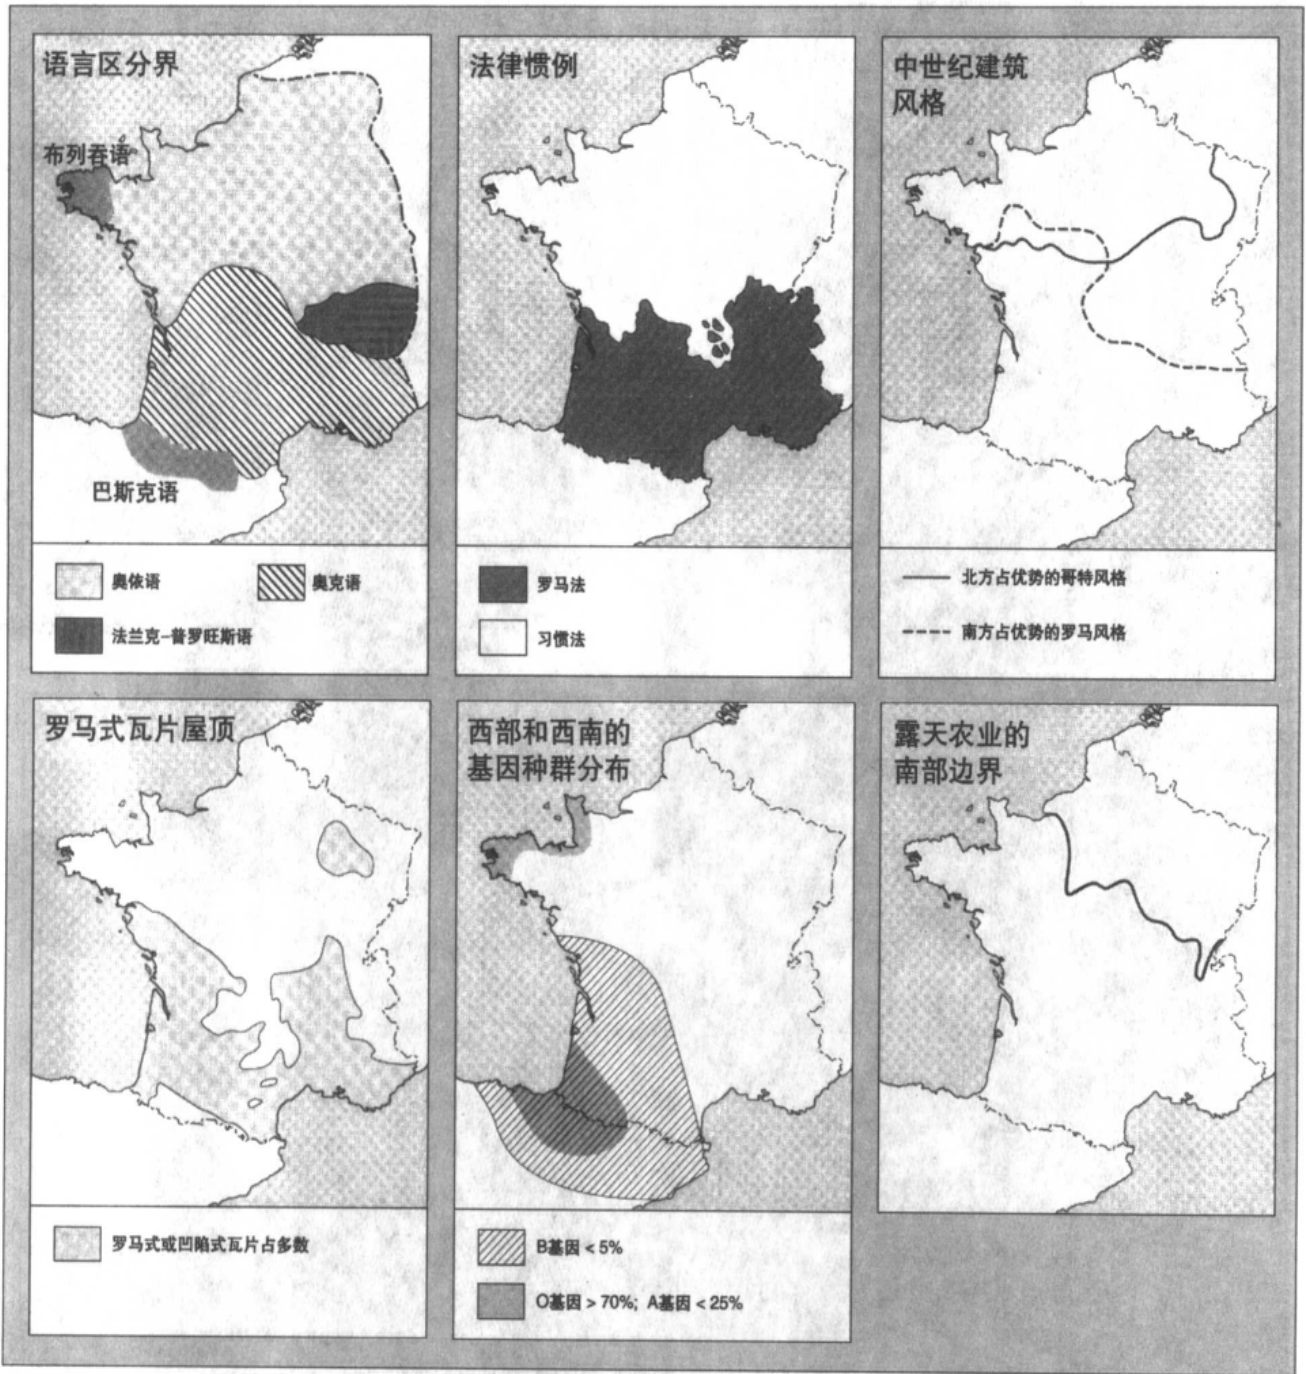 语言区分界
布列吞语
巴斯克语
奥依语
奥克语
法兰克-普罗旺斯语
法律惯例
罗马法
习惯法
中世纪建筑
风格
北方占优势的哥特风格
南方占优势的罗马风格
罗马式瓦片屋顶
罗马式或凹陷式瓦片占多数
西部和西南的
基因种群分布
B基因 < 5%
O基因 > 70%; A基因 < 25%
露天农业的
南部边界